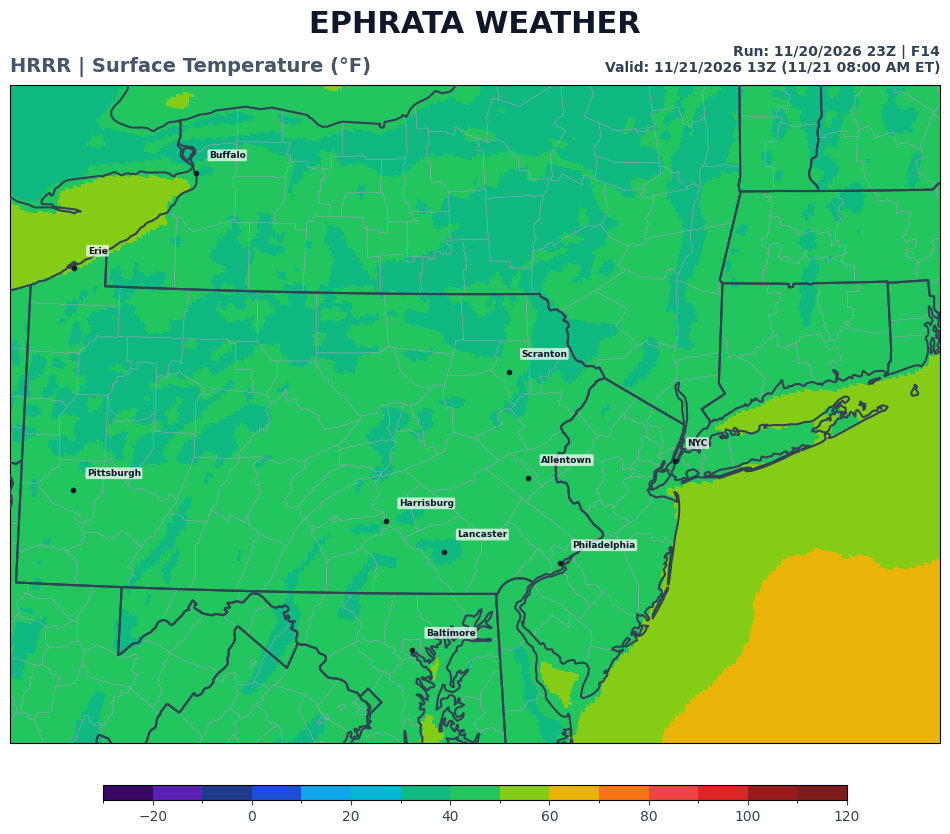 EPHRATA WEATHER
HRRR | Surface Temperature (°F)
Run: 11/20/2026 23Z | F14
Valid: 11/21/2026 13Z (11/21 08:00 AM ET)
Buffalo
Erie
Scranton
NYC
Allentown
Pittsburgh
Harrisburg
Lancaster
Philadelphia
Baltimore
−20 0 20 40 60 80 100 120